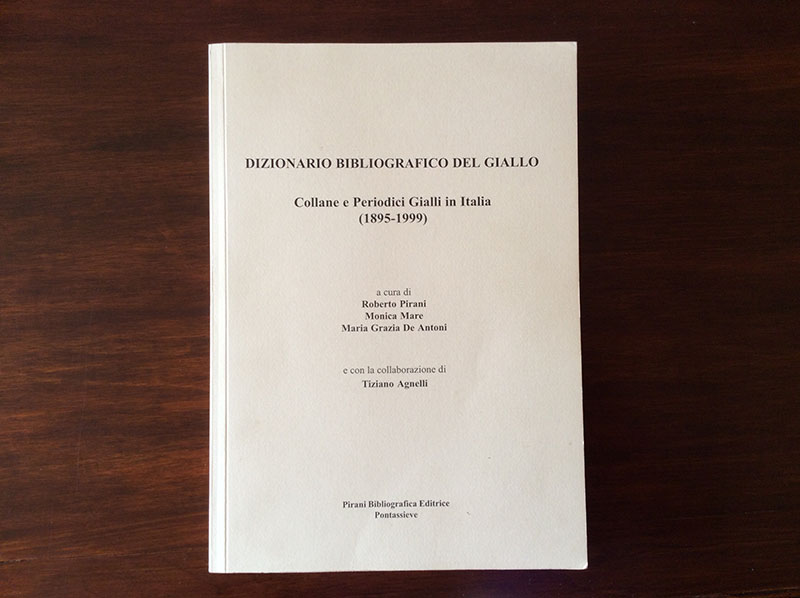 DIZIONARIO BIBLIOGRAFICO DEL GIALLO
Collane e Periodici Gialli in Italia
(1895-1999)
a cura di
Roberto Pirani
Monica Mare
Maria Grazia De Antoni
e con la collaborazione di
Tiziano Agnelli
Pirani Bibliografica Editrice
Pontassieve